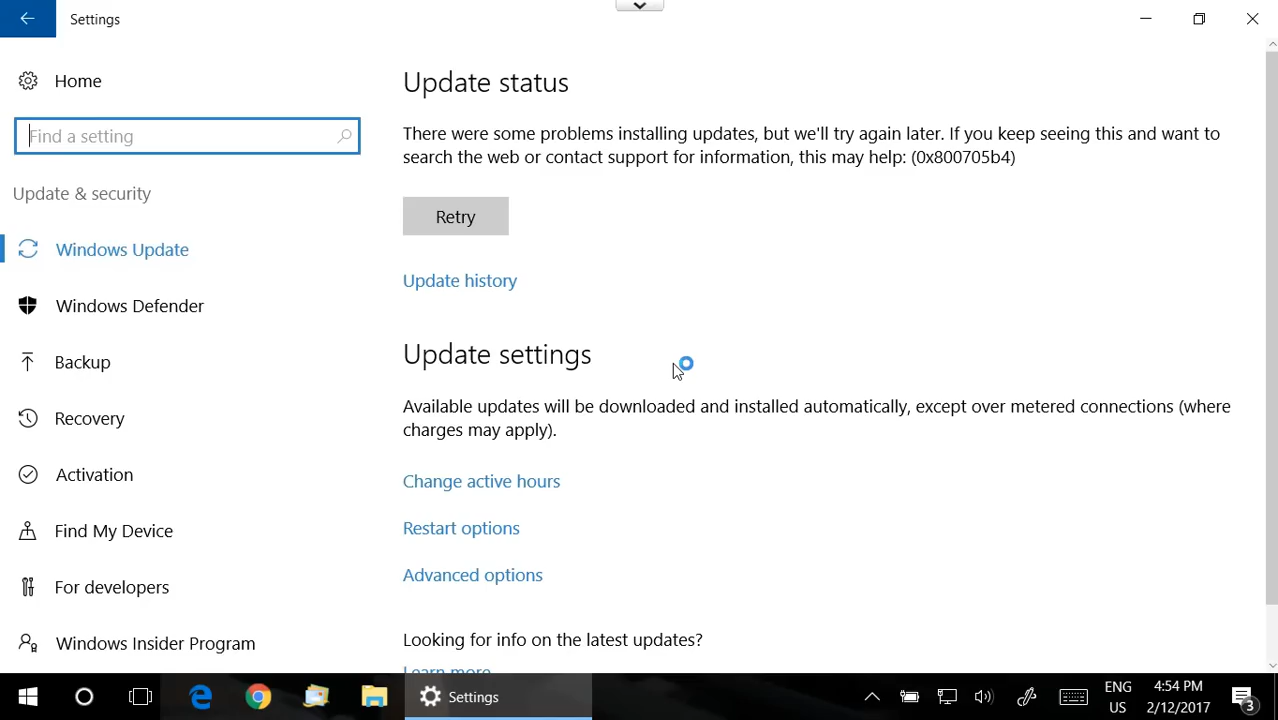 Settings
Home
Find a setting
Update & security
Windows Update
Windows Defender
Backup
Recovery
Activation
Find My Device
For developers
Windows Insider Program
Update status
There were some problems installing updates, but we'll try again later. If you keep seeing this and want to
search the web or contact support for information, this may help: (0x800705b4)
Retry
Update history
Update settings
Available updates will be downloaded and installed automatically, except over metered connections (where
charges may apply).
Change active hours
Restart options
Advanced options
Looking for info on the latest updates?
Learn more
Settings
ENG
US
4:54 PM
2/12/2017
3